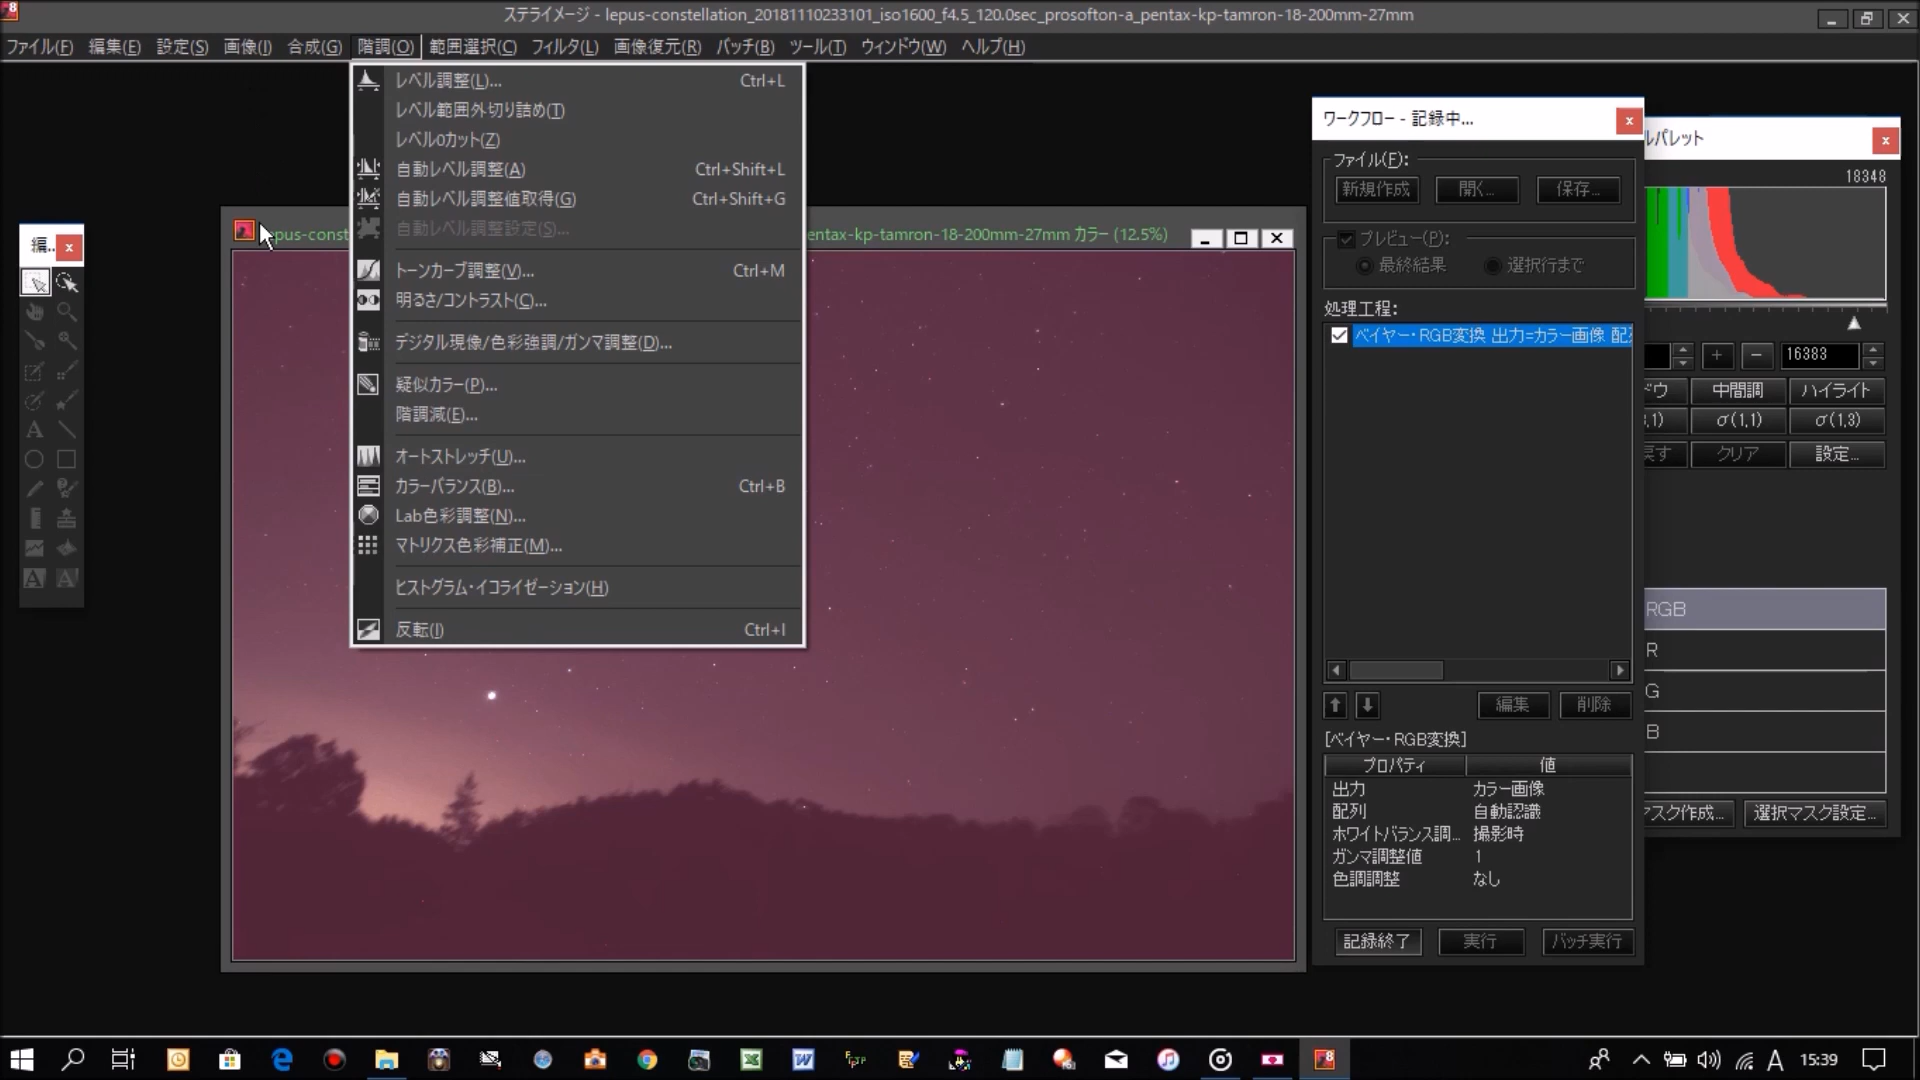 ステライメージ - lepus-constellation_20181110233101_iso1600_f4.5_120.0sec_prosofton-a_pentax-kp-tamron-18-200mm-27mm
ファイル(F) 編集(E) 設定(S) 画像(I) 合成(G) 階調(O) 範囲選択(C) フィルタ(L) 画像復元(R) バッチ(B) ツール(T) ウィンドウ(W) ヘルプ(H)
レベル調整(L)... Ctrl+L
レベル範囲外切り詰め(T)
レベル0カット(Z)
自動レベル調整(A) Ctrl+Shift+L
自動レベル調整値取得(G) Ctrl+Shift+G
自動レベル調整設定(S)...
トーンカーブ調整(V)... Ctrl+M
明るさ/コントラスト(C)...
デジタル現像/色彩強調/ガンマ調整(D)...
疑似カラー(P)...
階調減(E)...
オートストレッチ(U)...
カラーバランス(B)... Ctrl+B
Lab色彩調整(N)...
マトリクス色彩補正(M)...
ヒストグラム・イコライゼーション(H)
反転(I) Ctrl+I
編...
epus-const
entax-kp-tamron-18-200mm-27mm カラー (12.5%)
ワークフロー - 記録中...
ファイル(F):
新規作成 開く... 保存...
プレビュー(P):
最終結果 選択行まで
処理工程:
ベイヤー・RGB変換 出力=カラー画像 配
編集 削除
[ベイヤー・RGB変換]
プロパティ 値
出力 カラー画像
配列 自動認識
ホワイトバランス調... 撮影時
ガンマ調整値 1
色調調整 なし
記録終了 実行 バッチ実行
ルパレット
18348
16383
ドウ 中間調 ハイライト
,1) σ(1,1) σ(1,3)
戻す クリア 設定...
RGB
R
G
B
マスク作成... 選択マスク設定...
A 15:39